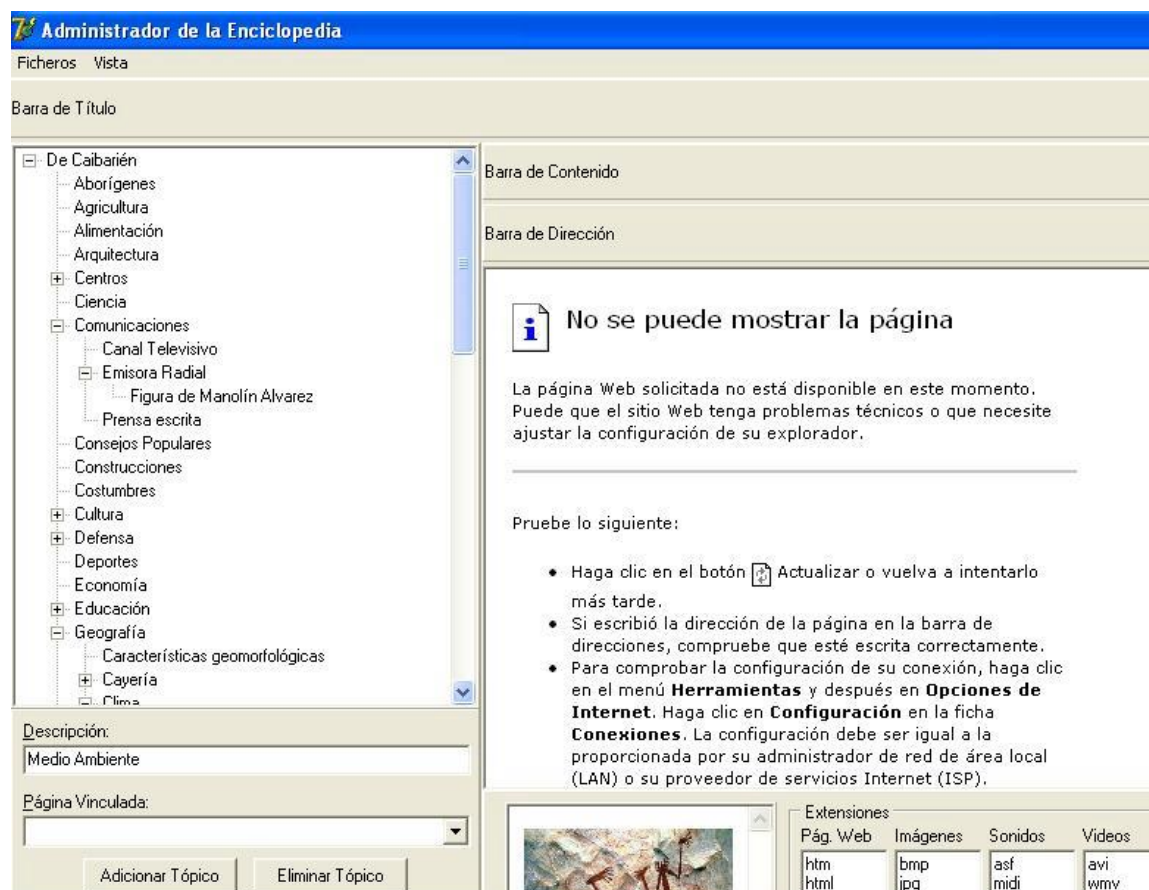 Administrador de la Enciclopedia
Ficheros Vista
Barra de Título
De Caibarién
Aborígenes
Agricultura
Alimentación
Arquitectura
Centros
Ciencia
Comunicaciones
Canal Televisivo
Emisora Radial
Figura de Manolín Alvarez
Prensa escrita
Consejos Populares
Construcciones
Costumbres
Cultura
Defensa
Deportes
Economía
Educación
Geografía
Características geomorfológicas
Cayería
Clima
Descripción:
Medio Ambiente
Página Vinculada:
Adicionar Tópico Eliminar Tópico
Barra de Contenido
Barra de Dirección
No se puede mostrar la página
La página Web solicitada no está disponible en este momento.
Puede que el sitio Web tenga problemas técnicos o que necesite
ajustar la configuración de su explorador.
Pruebe lo siguiente:
Haga clic en el botón Actualizar o vuelva a intentarlo
más tarde.
Si escribió la dirección de la página en la barra de
direcciones, compruebe que esté escrita correctamente.
Para comprobar la configuración de su conexión, haga clic
en el menú Herramientas y después en Opciones de
Internet. Haga clic en Configuración en la ficha
Conexiones. La configuración debe ser igual a la
proporcionada por su administrador de red de área local
(LAN) o su proveedor de servicios Internet (ISP).
Extensiones
Pág. Web Imágenes Sonidos Videos
htm bmp asf avi
html jpg midi wmv